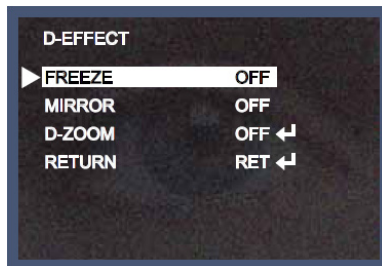 D-EFFECT
FREEZE OFF
MIRROR OFF
D-ZOOM OFF ↵
RETURN RET ↵